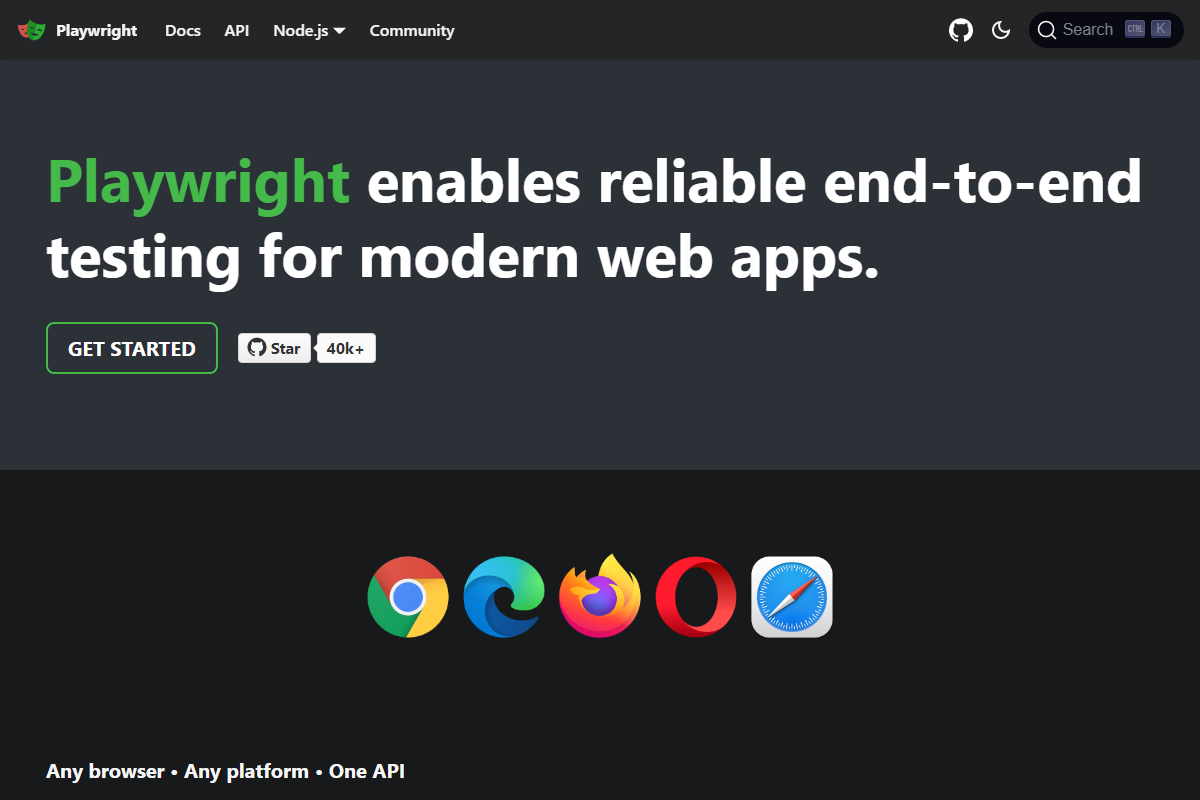 Playwright Docs API Node.js Community Search CTRL K
Playwright enables reliable end-to-end
testing for modern web apps.
GET STARTED Star 40k+
Any browser • Any platform • One API